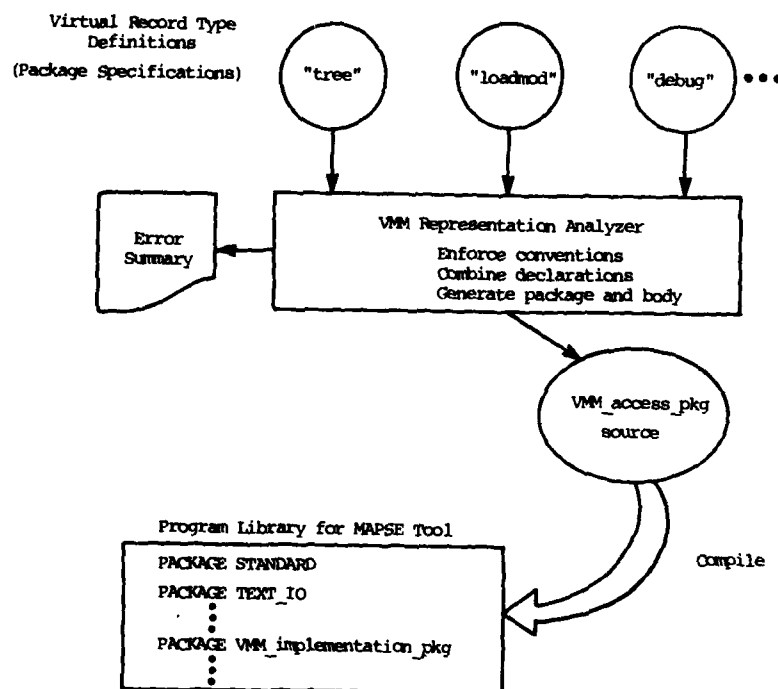 Virtual Record Type
Definitions
(Package Specifications)
"tree"
"loadmod"
"debug"
VMM Representation Analyzer
Enforce conventions
Combine declarations
Generate package and body
Error
Summary
VMM_access_pkg
source
Program Library for MAPSE Tool
PACKAGE STANDARD
PACKAGE TEXT_IO
PACKAGE VMM_implementation_pkg
Compile